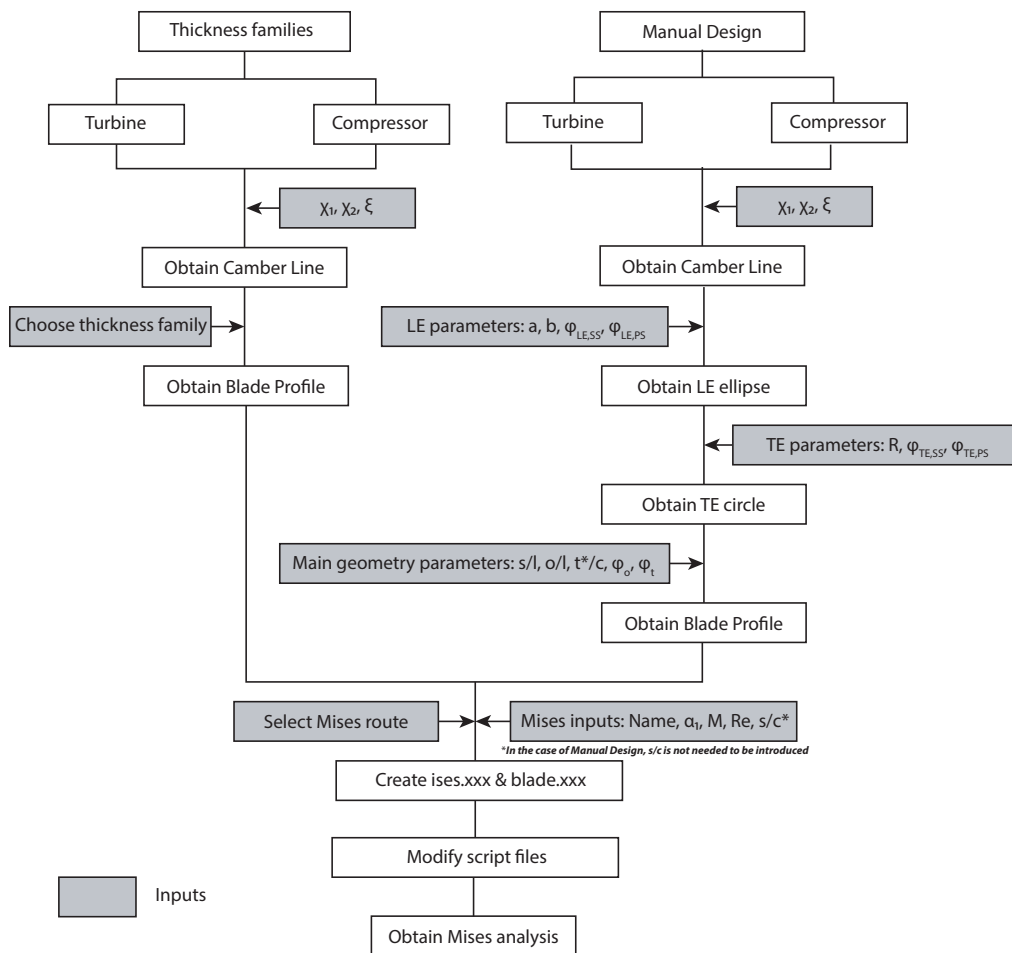 Thickness families
Manual Design
Turbine
Compressor
Turbine
Compressor
χ₁, χ₂, ξ
χ₁, χ₂, ξ
Obtain Camber Line
Obtain Camber Line
Choose thickness family
LE parameters: a, b, φLE,SS, φLE,PS
Obtain Blade Profile
Obtain LE ellipse
TE parameters: R, φTE,SS, φTE,PS
Obtain TE circle
Main geometry parameters: s/l, o/l, t*/c, φo, φt
Obtain Blade Profile
Select Mises route
Mises inputs: Name, α₁, M, Re, s/c*
*In the case of Manual Design, s/c is not needed to be introduced
Create ises.xxx & blade.xxx
Modify script files
Inputs
Obtain Mises analysis